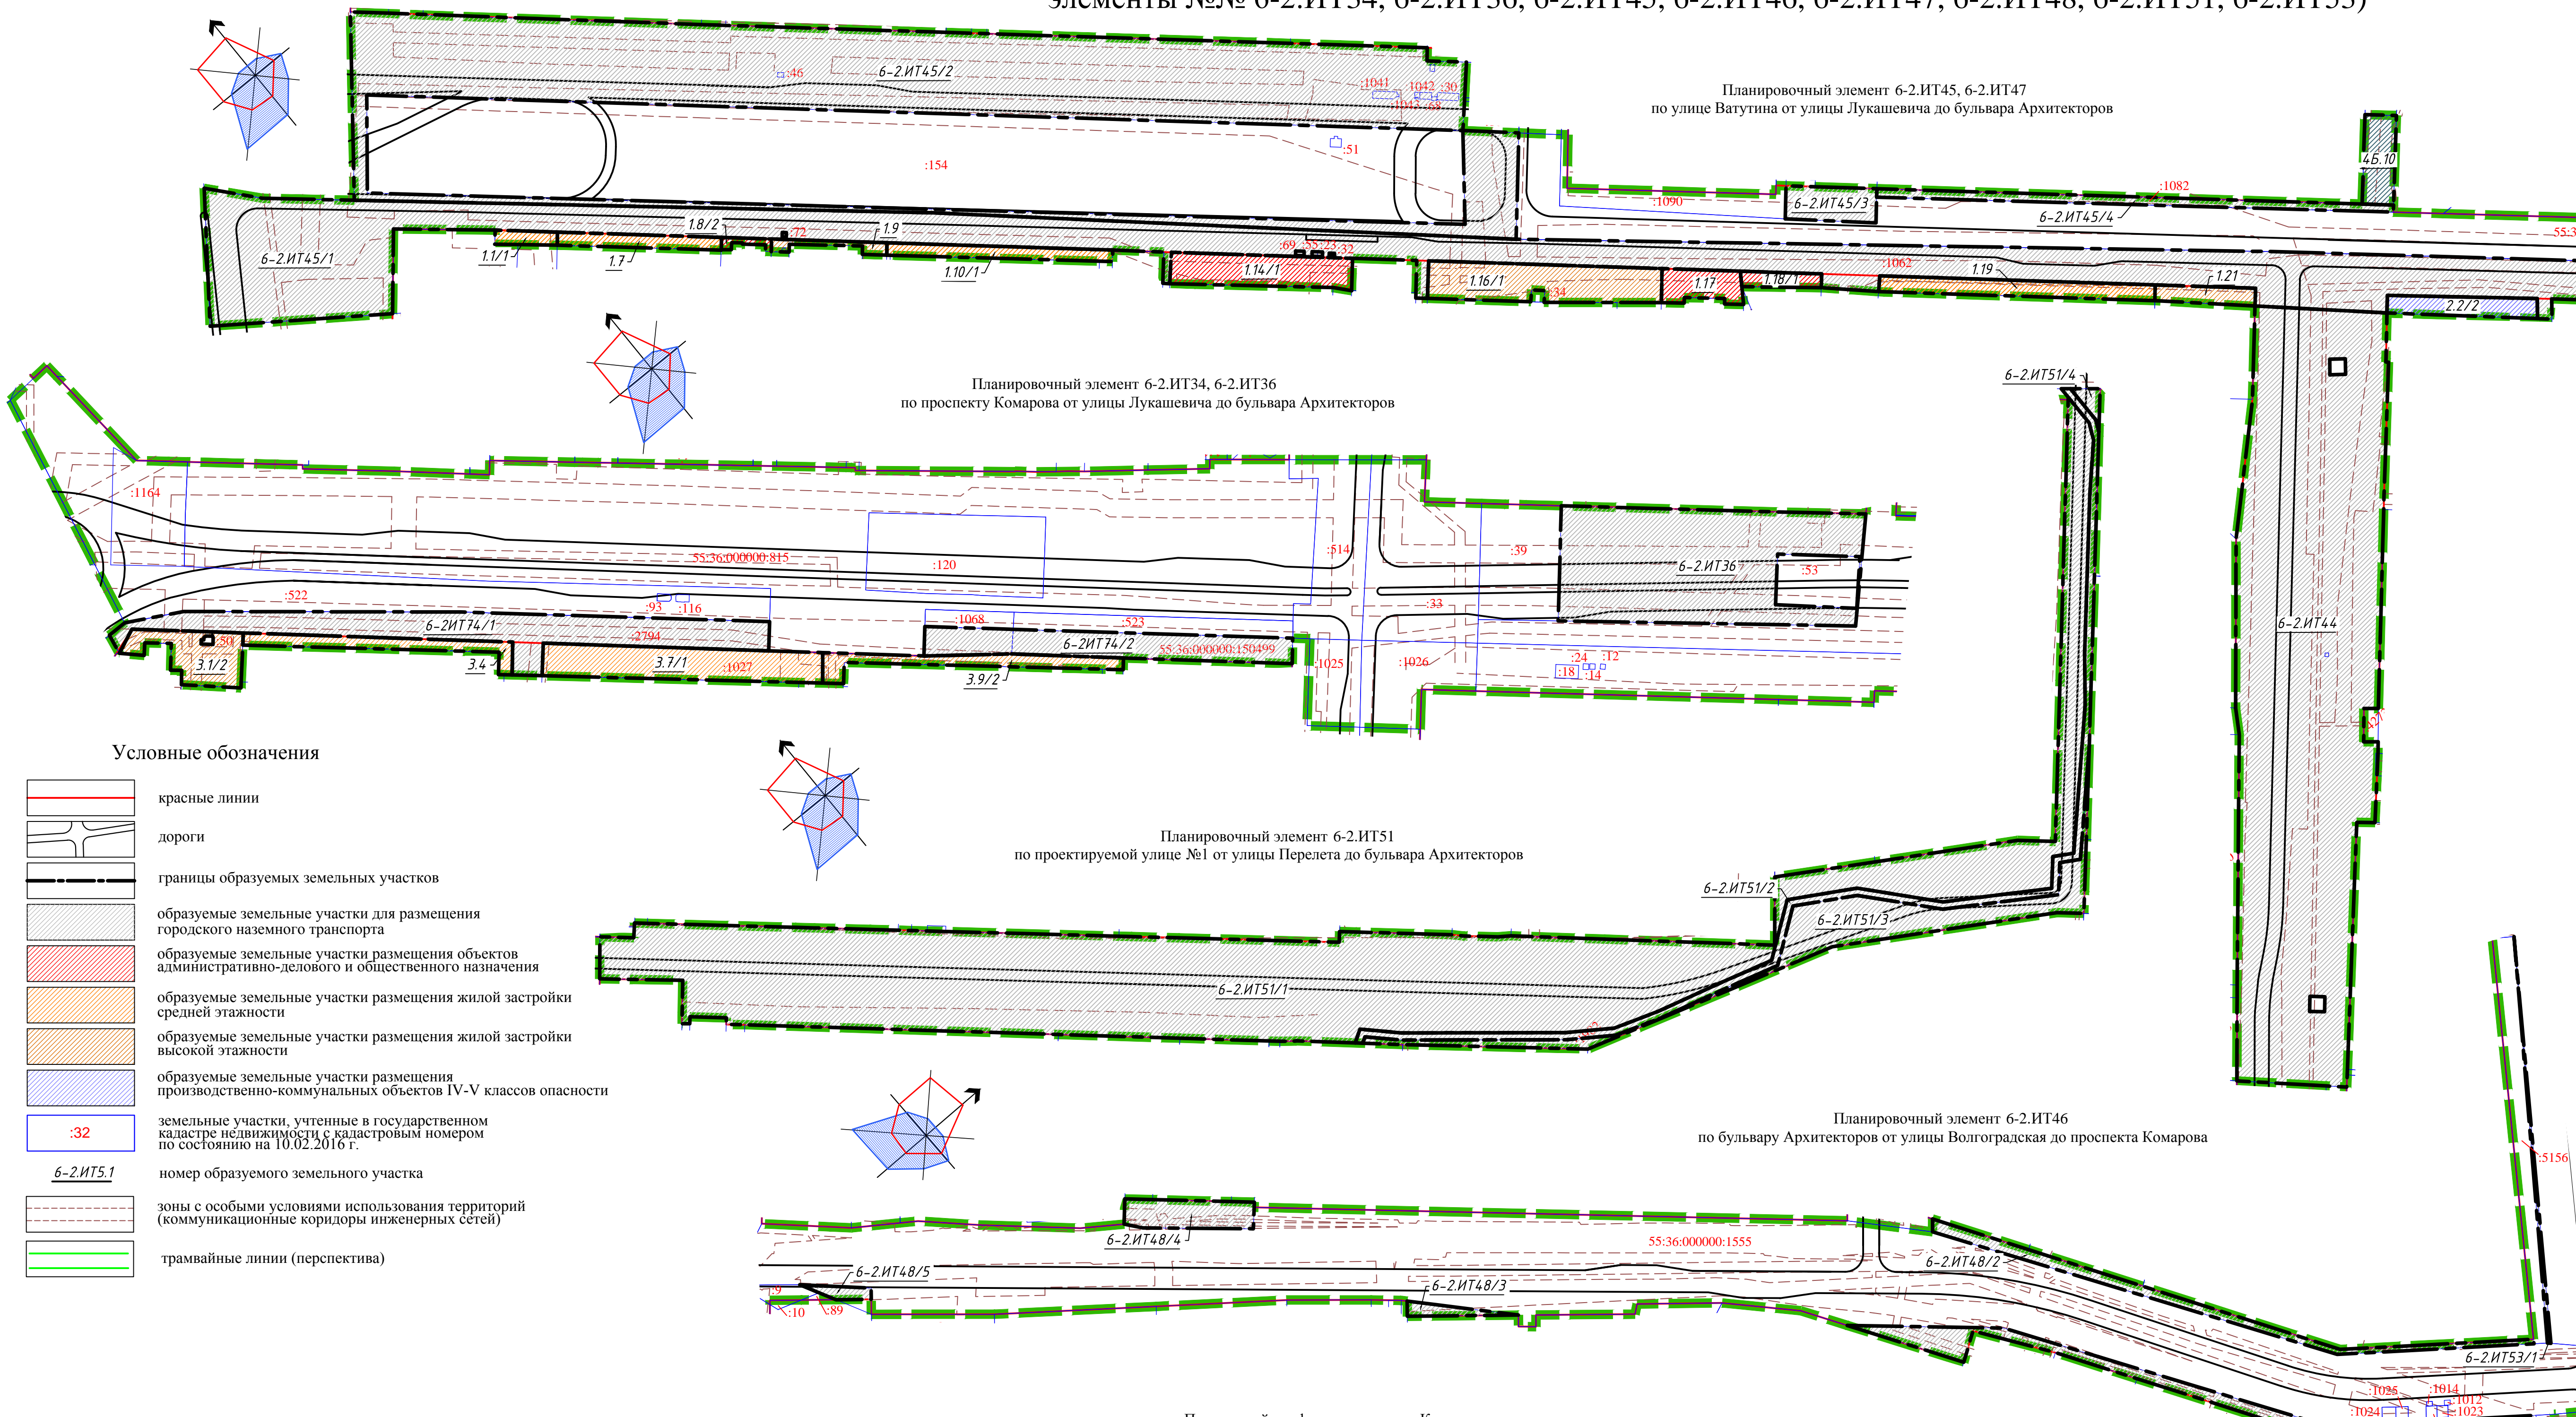 элементы №№ 6-2.ИТ34, 6-2.ИТ36, 6-2.ИТ45, 6-2.ИТ46, 6-2.ИТ47, 6-2.ИТ48, 6-2.ИТ51, 6-2.ИТ53)
Планировочный элемент 6-2.ИТ45, 6-2.ИТ47
по улице Ватутина от улицы Лукашевича до бульвара Архитекторов
6-2.ИТ45/2
:46
:1041
:1042
:30
:1043
:68
:154
:51
4Б.10
:1082
:1090
6-2.ИТ45/3
6-2.ИТ45/4
6-2.ИТ45/1
1.8/2
:72
1.9
1.1/1
1.7
1.10/1
:69
:55
:23
:32
1.14/1
1.16/1
:34
1.17
1.18/1
:1062
1.19
1.21
2.2/2
Планировочный элемент 6-2.ИТ34, 6-2.ИТ36
по проспекту Комарова от улицы Лукашевича до бульвара Архитекторов
6-2.ИТ51/4
:1164
55:36:000000:815
:120
:514
:39
6-2.ИТ36
:53
:522
:93
:116
6-2ИТ74/1
:2794
:1068
:523
:33
6-2ИТ74/2
55:36:000000:150499
:50
3.1/2
3.4
3.7/1
:1027
3.9/2
:1025
:1026
:24
:12
:18
:14
6-2.ИТ44
:427
Условные обозначения
красные линии
дороги
границы образуемых земельных участков
образуемые земельные участки для размещения
городского наземного транспорта
образуемые земельные участки размещения объектов
административно-делового и общественного назначения
образуемые земельные участки размещения жилой застройки
средней этажности
образуемые земельные участки размещения жилой застройки
высокой этажности
образуемые земельные участки размещения
производственно-коммунальных объектов IV-V классов опасности
:32
земельные участки, учтенные в государственном
кадастре недвижимости с кадастровым номером
по состоянию на 10.02.2016 г.
6-2.ИТ5.1
номер образуемого земельного участка
зоны с особыми условиями использования территорий
(коммуникационные коридоры инженерных сетей)
трамвайные линии (перспектива)
Планировочный элемент 6-2.ИТ51
по проектируемой улице №1 от улицы Перелета до бульвара Архитекторов
6-2.ИТ51/2
6-2.ИТ51/3
6-2.ИТ51/1
Планировочный элемент 6-2.ИТ46
по бульвару Архитекторов от улицы Волгоградская до проспекта Комарова
:5156
6-2.ИТ48/4
55:36:000000:1555
6-2.ИТ48/5
6-2.ИТ48/3
6-2.ИТ48/2
:9
:10
:89
6-2.ИТ53/1
:1025
:1014
:1012
:1024
:1023